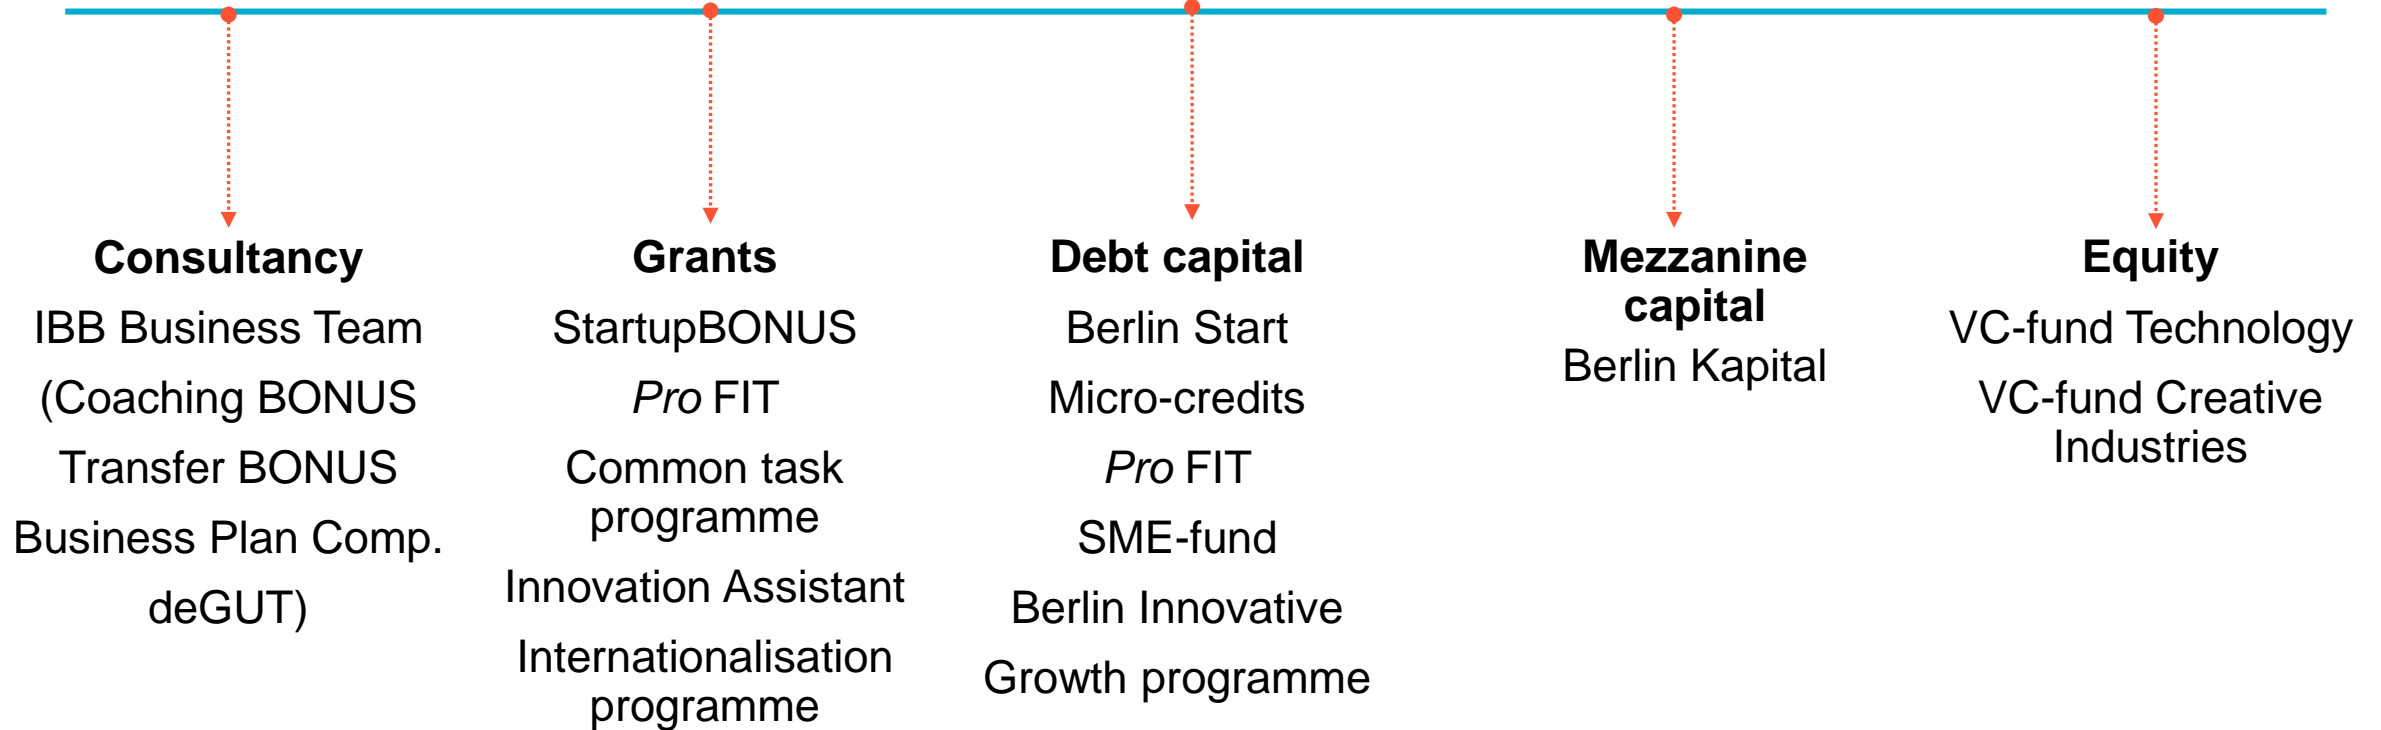 Consultancy
IBB Business Team
(Coaching BONUS
Transfer BONUS
Business Plan Comp.
deGUT)
Grants
StartupBONUS
Pro FIT
Common task
programme
Innovation Assistant
Internationalisation
programme
Debt capital
Berlin Start
Micro-credits
Pro FIT
SME-fund
Berlin Innovative
Growth programme
Mezzanine
capital
Berlin Kapital
Equity
VC-fund Technology
VC-fund Creative
Industries